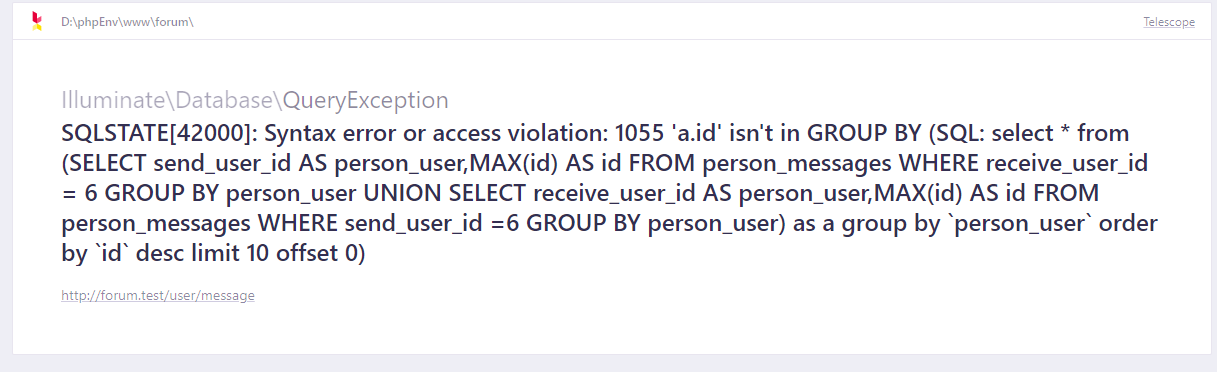 D:\phpEnv\www\forum\
Telescope
Illuminate\Database\QueryException
SQLSTATE[42000]: Syntax error or access violation: 1055 'a.id' isn't in GROUP BY (SQL: select * from
(SELECT send_user_id AS person_user,MAX(id) AS id FROM person_messages WHERE receive_user_id
= 6 GROUP BY person_user UNION SELECT receive_user_id AS person_user,MAX(id) AS id FROM
person_messages WHERE send_user_id =6 GROUP BY person_user) as a group by `person_user` order
by `id` desc limit 10 offset 0)
http://forum.test/user/message